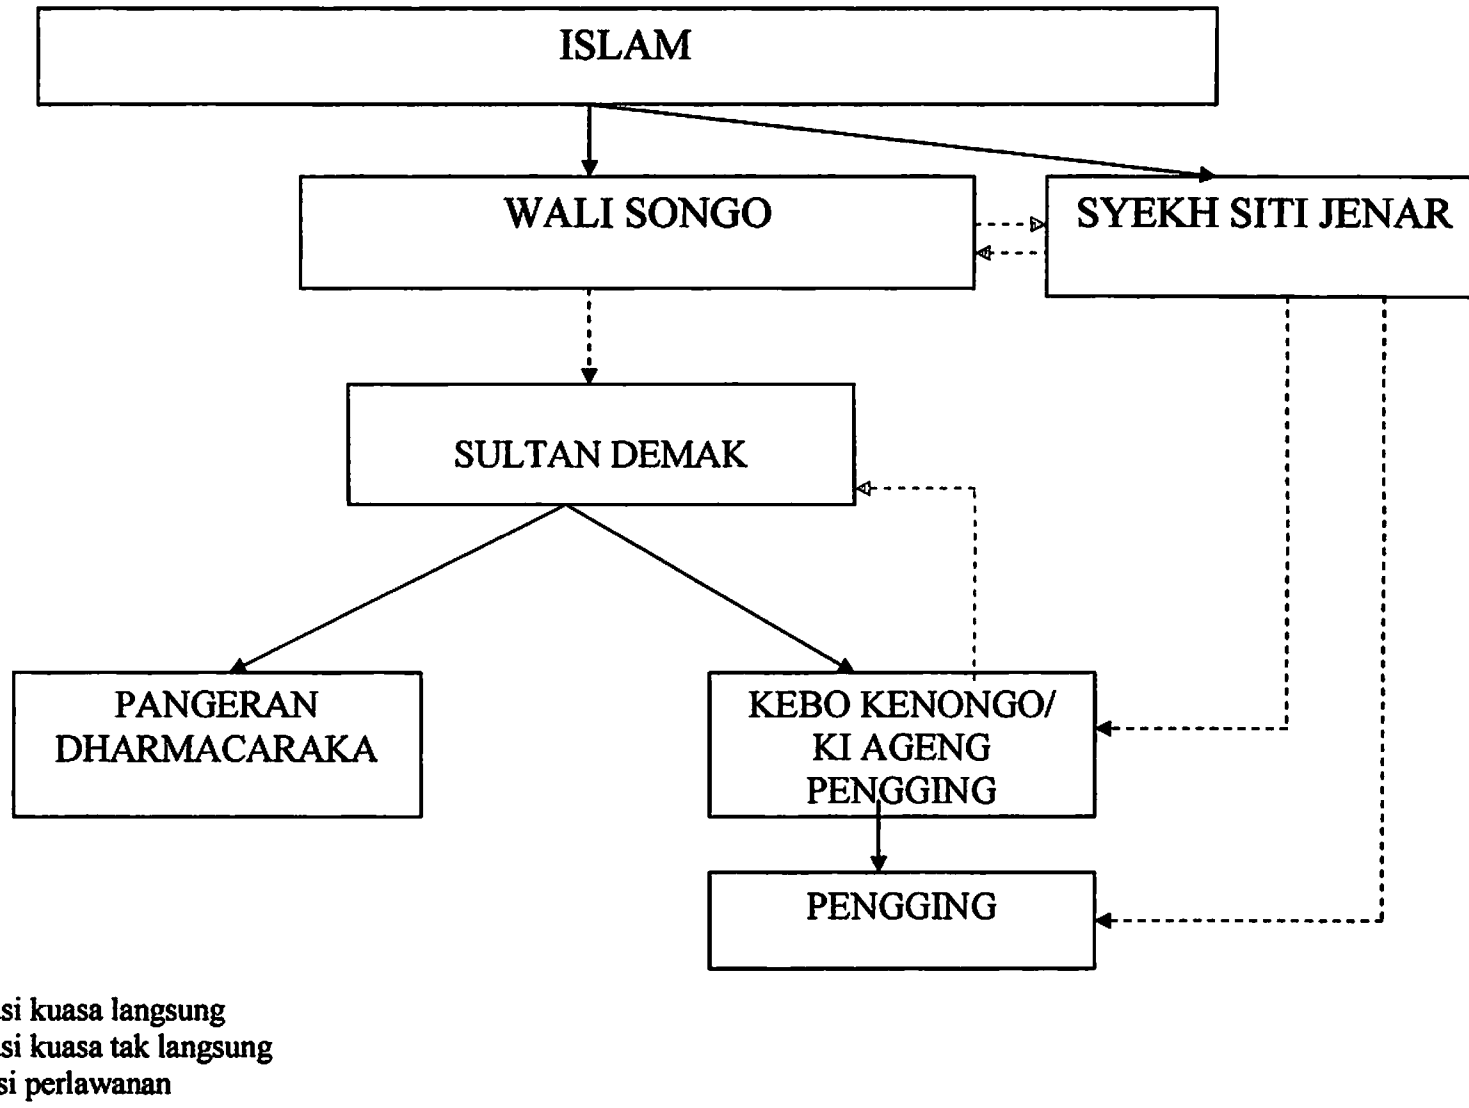 ISLAM
WALI SONGO
SYEKH SITI JENAR
SULTAN DEMAK
PANGERAN
DHARMACARAKA
KEBO KENONGO/
KI AGENG
PENGGING
PENGGING
si kuasa langsung
si kuasa tak langsung
si perlawanan